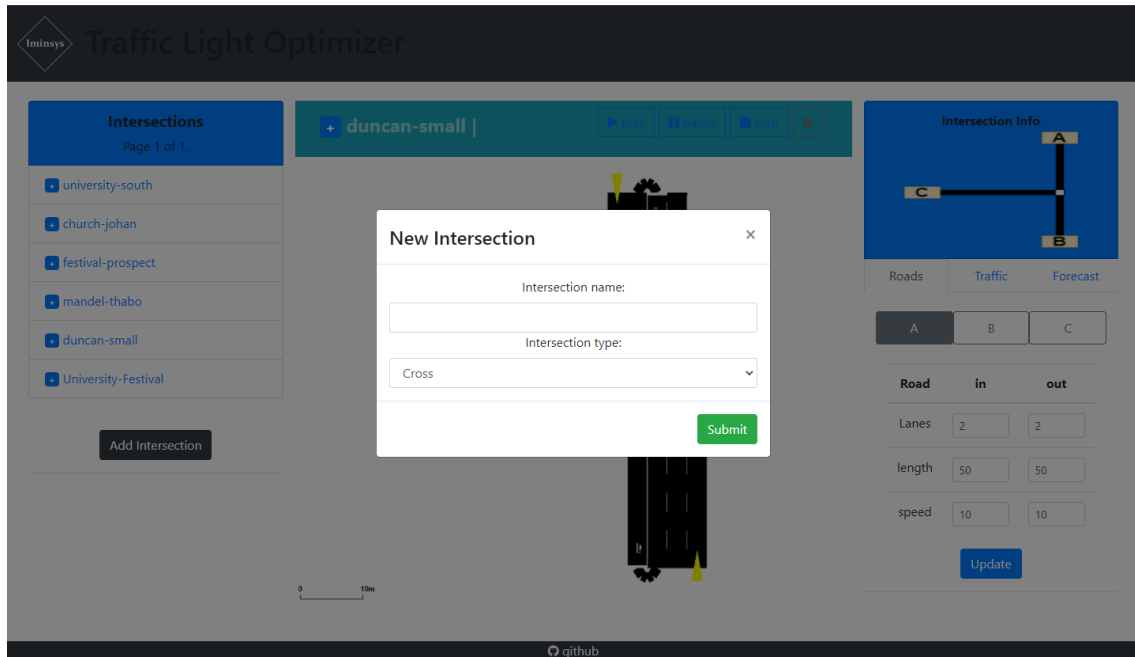 Iminsys
Traffic Light Optimizer
Intersections
Page 1 of 1.
university-south
church-johan
festival-prospect
mandel-thabo
duncan-small
University-Festival
Add Intersection
duncan-small |
play
pause
stop
New Intersection
×
Intersection name:
Intersection type:
Cross
Submit
0 10m
Intersection Info
A
C
B
Roads Traffic Forecast
A B C
Road in out
Lanes 2 2
length 50 50
speed 10 10
Update
github